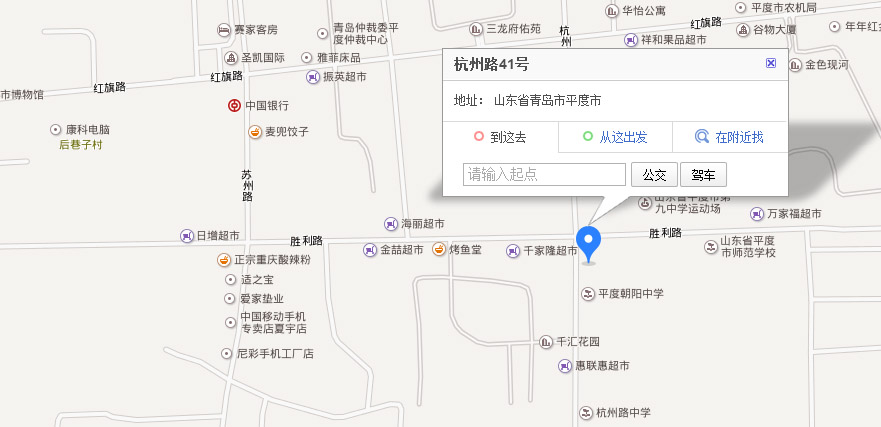 赛家客房
青岛仲裁委平
度仲裁中心
三龙府佑苑
杭
州
华怡公寓
平度市农机局
红旗路
谷物大厦
年年红
圣凯国际
雅菲床品
祥和果品超市
金色现河
红旗路
振英超市
红旗路
市博物馆
中国银行
康科电脑
后巷子村
麦兜饺子
苏
州
路
杭州路41号
地址： 山东省青岛市平度市
到这去
从这出发
在附近找
请输入起点
公交
驾车
山东省平度市第
九中学运动场
万家福超市
海丽超市
日增超市
胜利路
胜利路
金喆超市
烤鱼堂
千家隆超市
山东省平度
市师范学校
正宗重庆酸辣粉
适之宝
爱家垫业
平度朝阳中学
中国移动手机
专卖店夏宇店
尼彩手机工厂店
千汇花园
惠联惠超市
杭州路中学